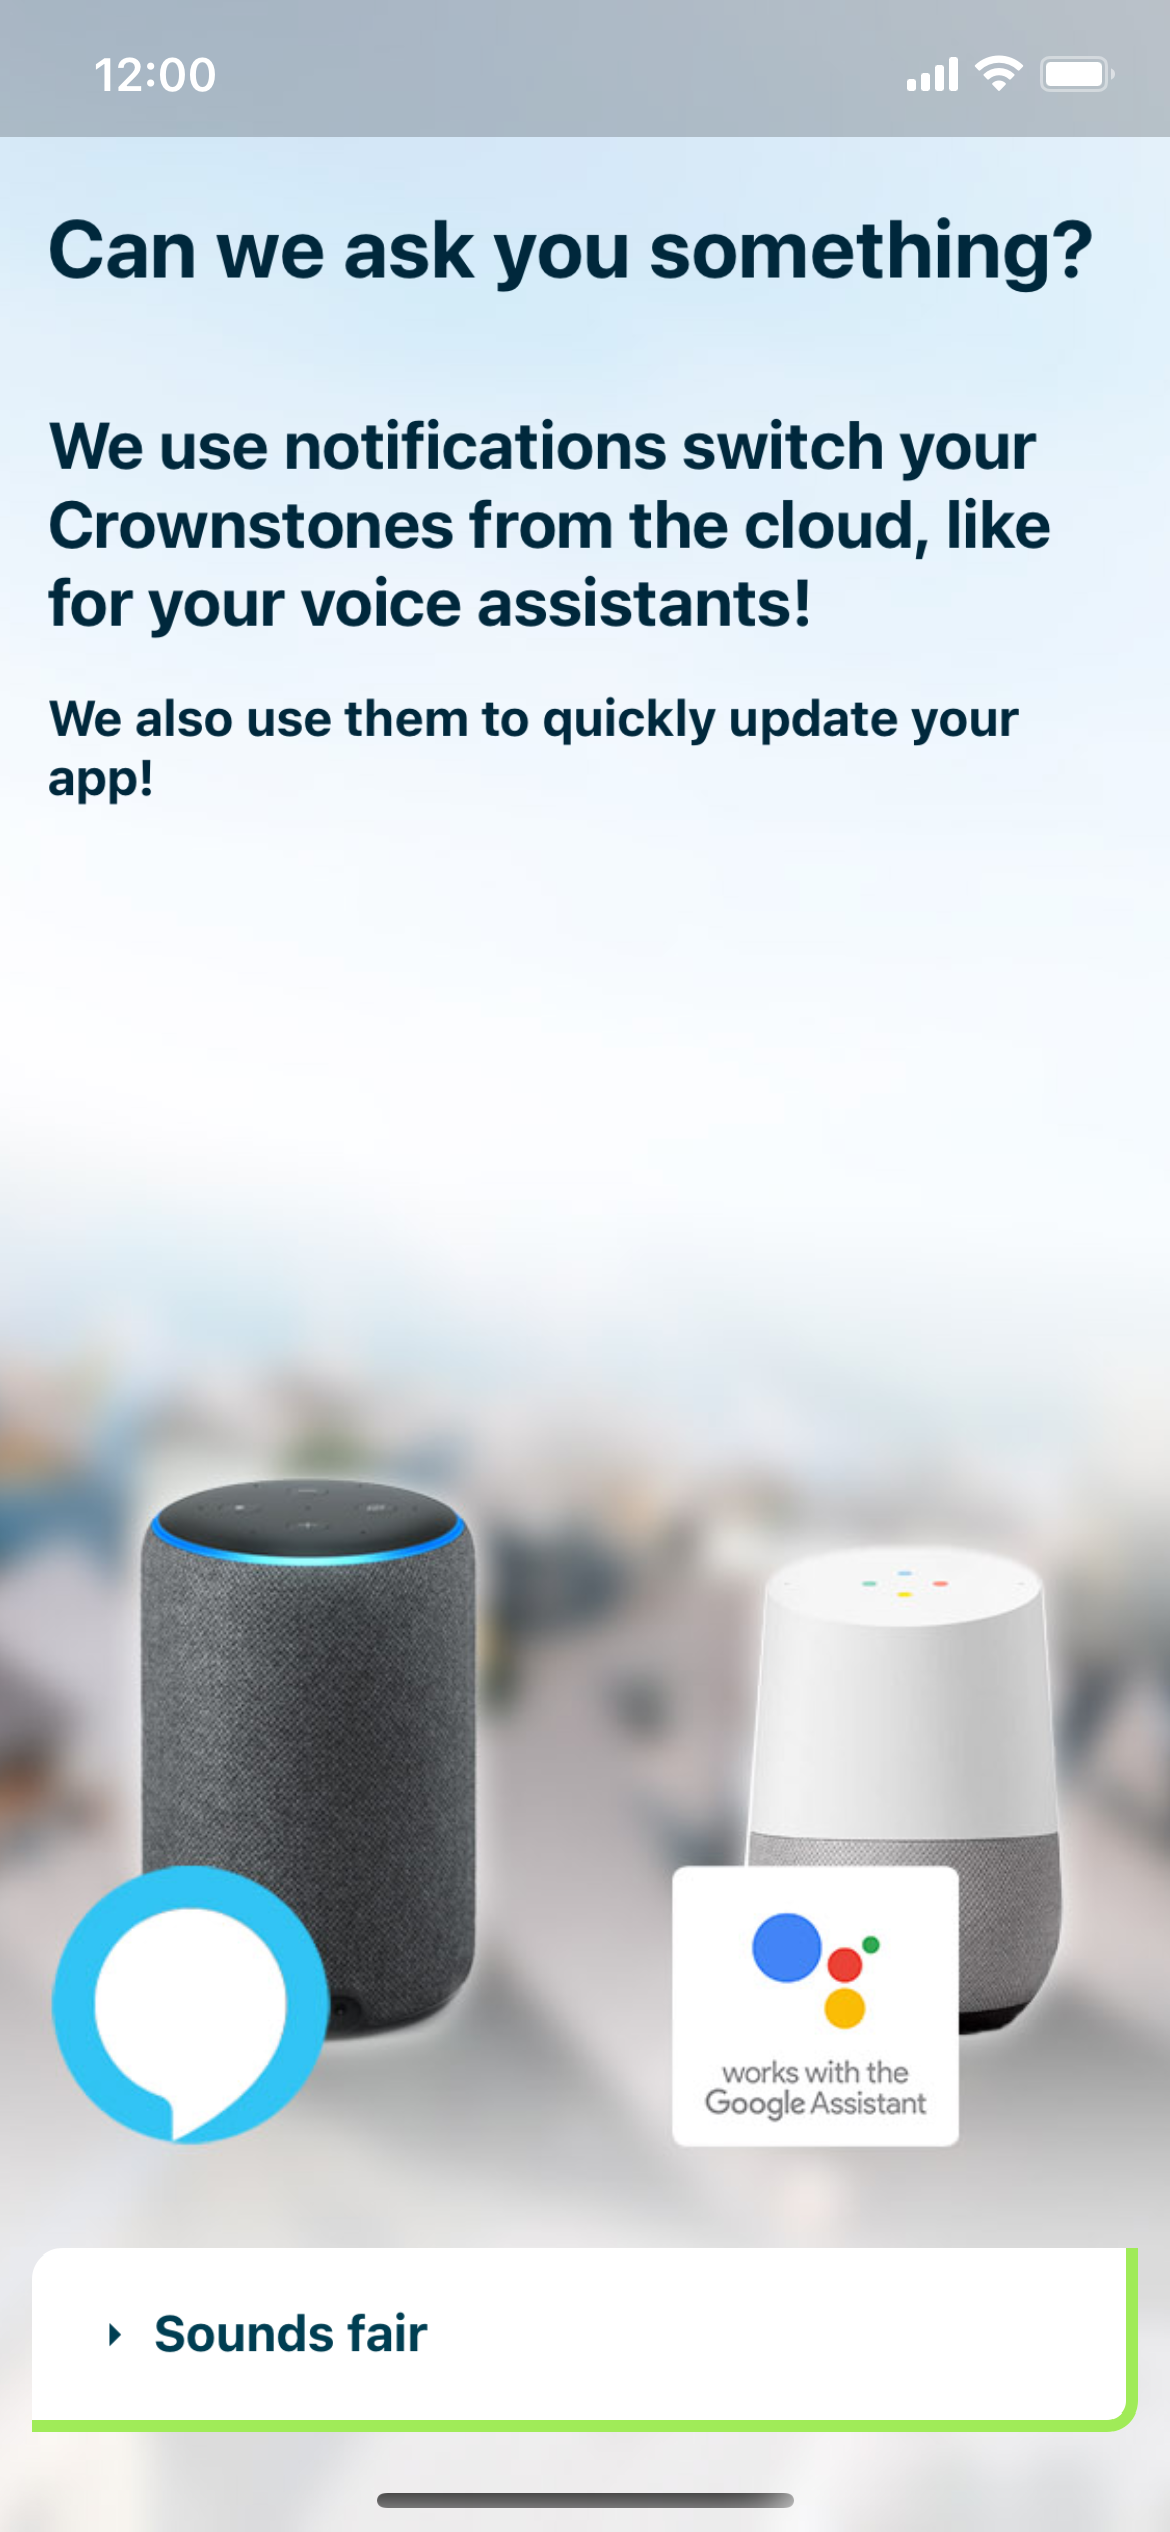 12:00
Can we ask you something?
We use notifications switch your
Crownstones from the cloud, like
for your voice assistants!
We also use them to quickly update your
app!
works with the
Google Assistant
Sounds fair